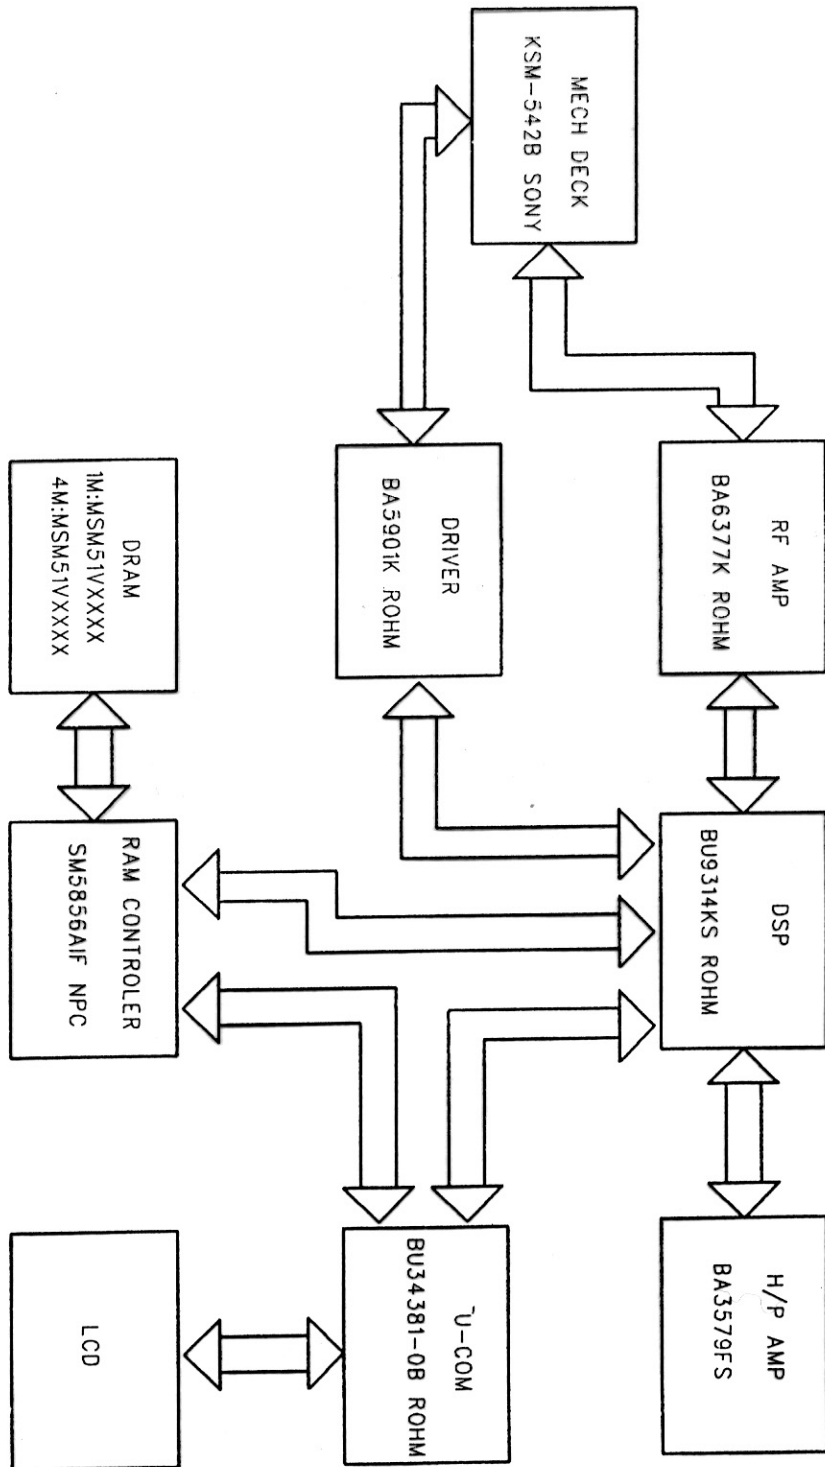 MECH DECK
KSM-542B SONY
RF AMP
BA6377K ROHM
DSP
BU9314KS ROHM
H/P AMP
BA3579FS
DRIVER
BA5901K ROHM
U-COM
BU34381-0B ROHM
DRAM
1M:MSM51VXXXX
4M:MSM51VXXXX
RAM CONTROLER
SM5856AIF NPC
LCD